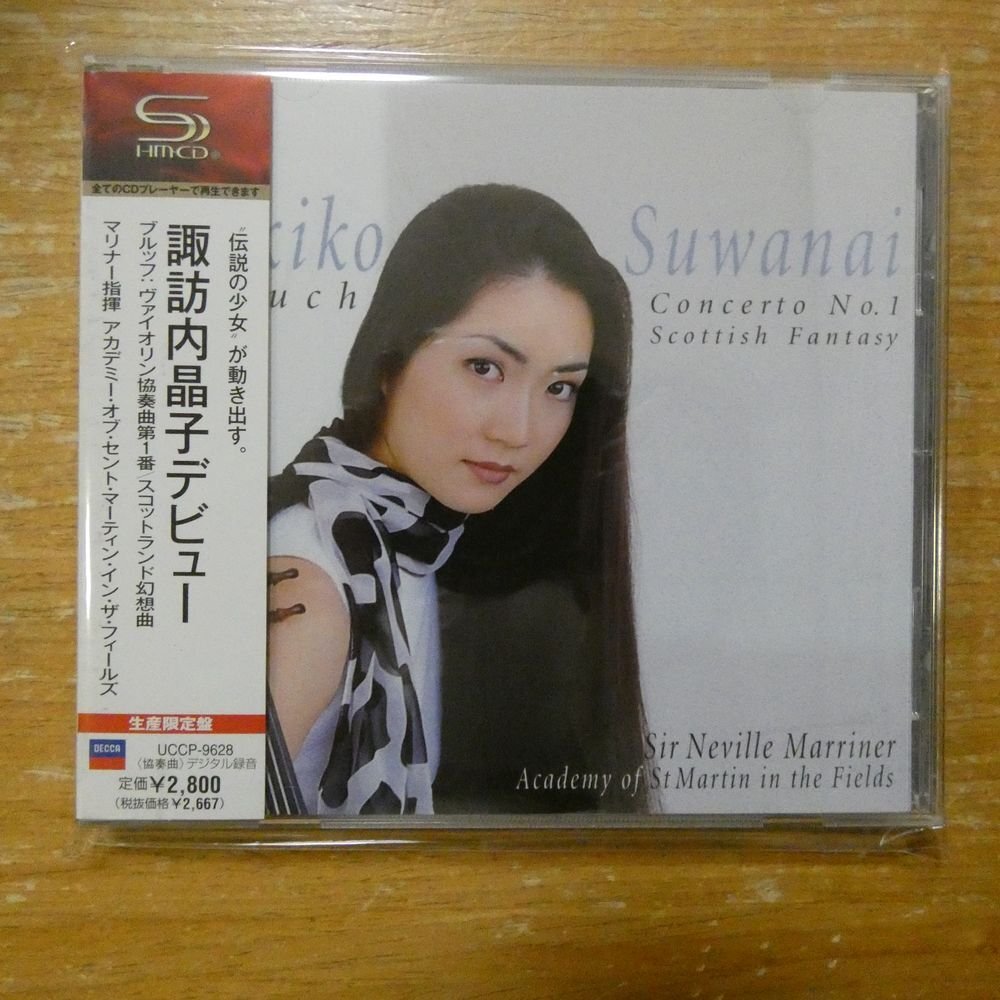 HM-CD®
全てのCDプレーヤーで再生できます
“伝説の少女”が動き出す。
諏訪内晶子デビュー
ブルッフ:ヴァイオリン協奏曲第1番/スコットランド幻想曲
マリナー指揮 アカデミー・オブ・セント・マーティン・イン・ザ・フィールズ
生産限定盤
DECCA
UCCP-9628
〈協奏曲〉デジタル録音
定価¥2,800
(税抜価格¥2,667)
kiko Suwanai
uch Concerto No.1
Scottish Fantasy
Sir Neville Marriner
Academy of St Martin in the Fields